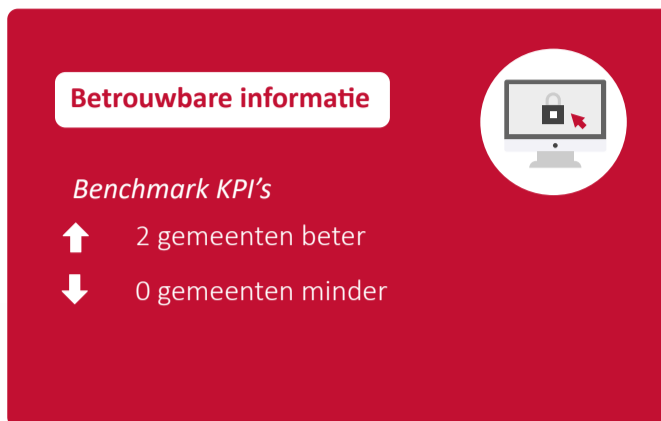 Betrouwbare informatie
Benchmark KPI’s
2 gemeenten beter
0 gemeenten minder